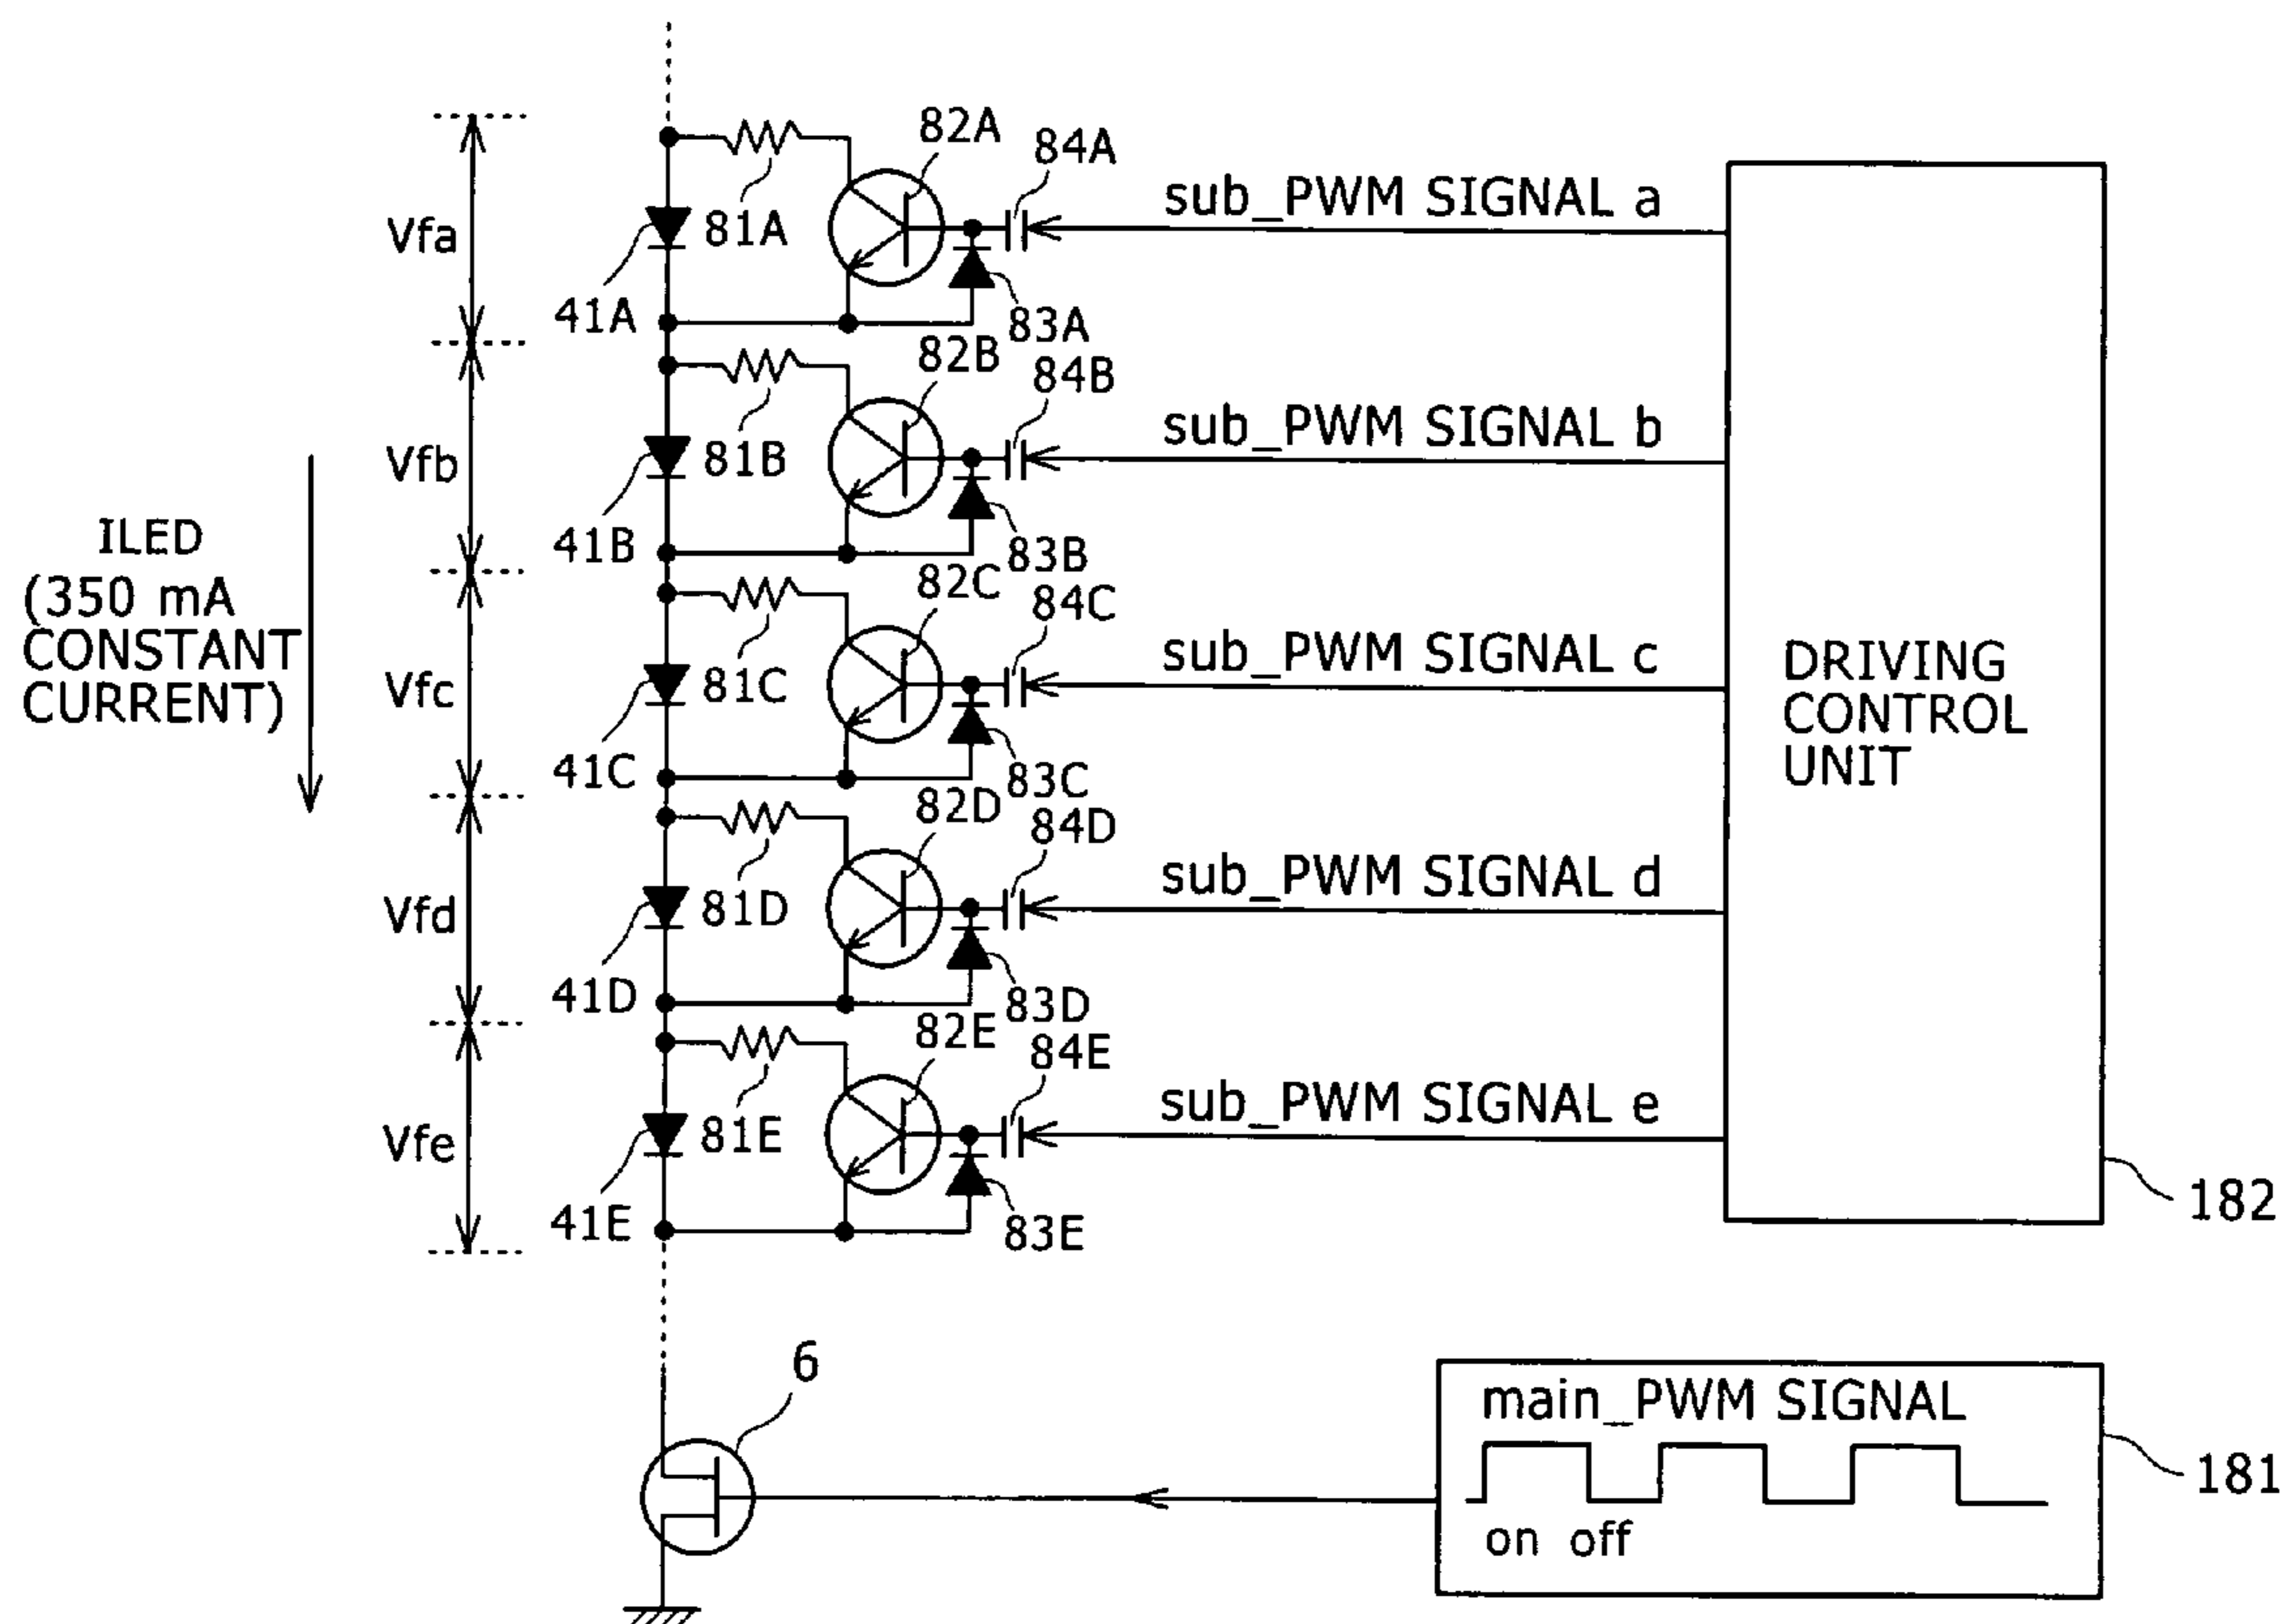 82A
84A
sub_PWM SIGNAL a
Vfa
81A
41A
83A
82B
84B
sub_PWM SIGNAL b
Vfb
81B
41B
83B
ILED
(350 mA
CONSTANT
CURRENT)
82C
84C
sub_PWM SIGNAL c
Vfc
81C
41C
83C
DRIVING
CONTROL
UNIT
82D
84D
sub_PWM SIGNAL d
Vfd
81D
41D
83D
82E
84E
sub_PWM SIGNAL e
Vfe
81E
41E
83E
182
6
main_PWM SIGNAL
on off
181